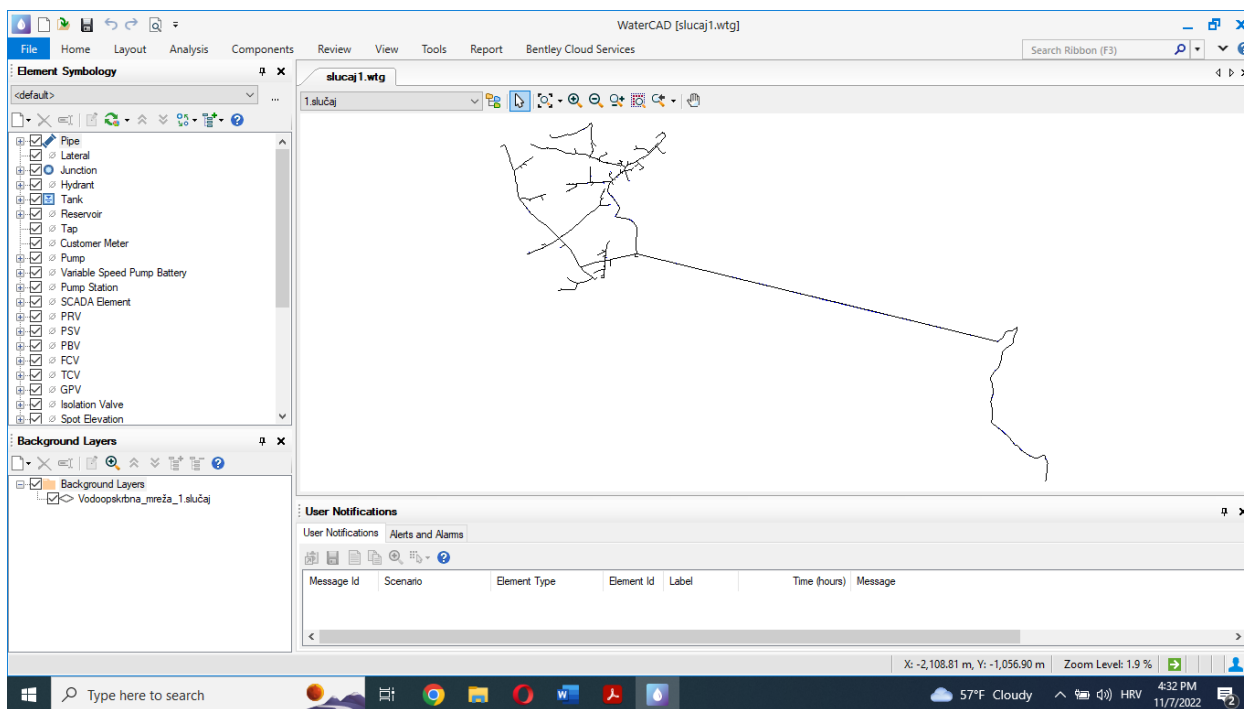 WaterCAD [slucaj1.wtg]
File Home Layout Analysis Components Review View Tools Report Bentley Cloud Services Search Ribbon (F3)
Element Symbology
<default>
...
Pipe
Lateral
Junction
Hydrant
Tank
Reservoir
Tap
Customer Meter
Pump
Variable Speed Pump Battery
Pump Station
SCADA Element
PRV
PSV
PBV
FCV
TCV
GPV
Isolation Valve
Spot Elevation
Background Layers
Background Layers
Vodoopskrbna_mreža_1.slučaj
slucaj1.wtg
1.slučaj
User Notifications
User Notifications Alerts and Alarms
Message Id Scenario Element Type Element Id Label Time (hours) Message
X: -2,108.81 m, Y: -1,056.90 m Zoom Level: 1.9 %
Type here to search
57°F Cloudy HRV 4:32 PM
11/7/2022
2